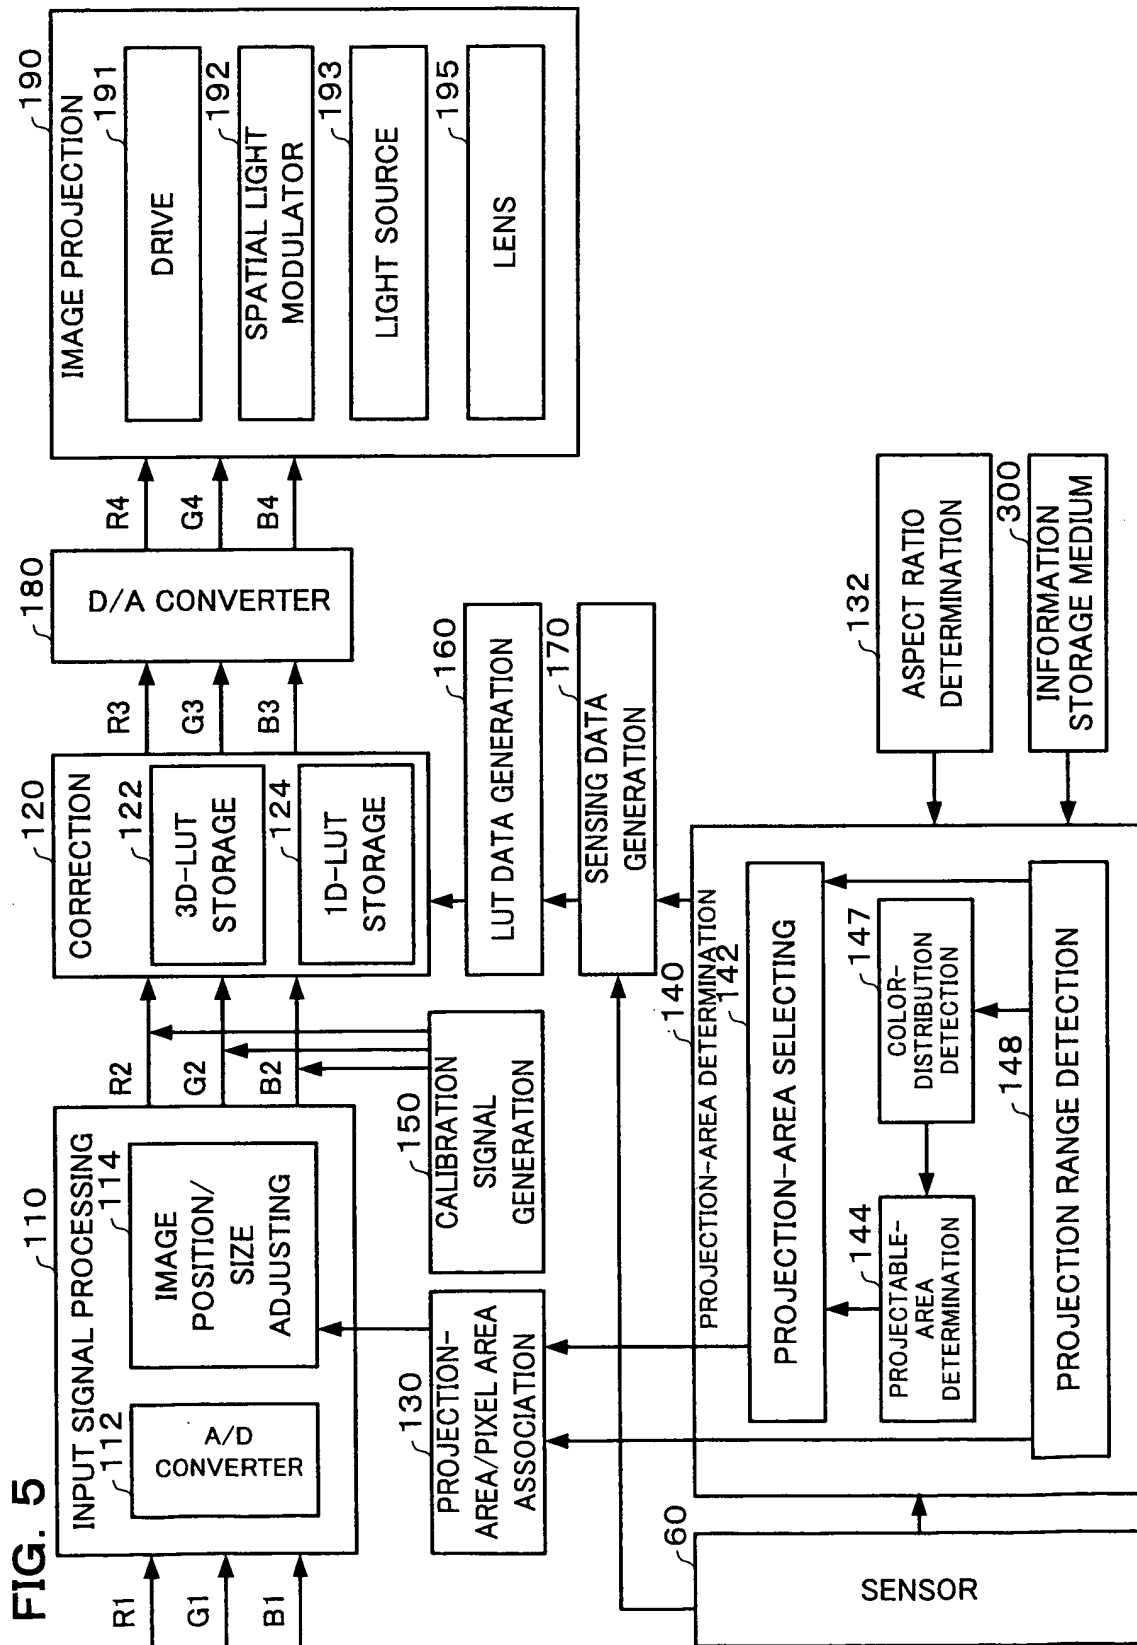 FIG. 5
R1
G1
B1
110
INPUT SIGNAL PROCESSING
112
A/D
CONVERTER
114
IMAGE
POSITION/
SIZE
ADJUSTING
R2
G2
B2
120
CORRECTION
122
3D-LUT
STORAGE
124
1D-LUT
STORAGE
R3
G3
B3
180
D/A CONVERTER
R4
G4
B4
190
IMAGE PROJECTION
191
DRIVE
192
SPATIAL LIGHT
MODULATOR
193
LIGHT SOURCE
195
LENS
130
PROJECTION-
AREA/PIXEL AREA
ASSOCIATION
150
CALIBRATION
SIGNAL
GENERATION
160
LUT DATA GENERATION
170
SENSING DATA
GENERATION
60
SENSOR
140
PROJECTION-AREA DETERMINATION
142
PROJECTION-AREA SELECTING
144
PROJECTABLE-
AREA
DETERMINATION
147
COLOR-
DISTRIBUTION
DETECTION
148
PROJECTION RANGE DETECTION
132
ASPECT RATIO
DETERMINATION
300
INFORMATION
STORAGE MEDIUM